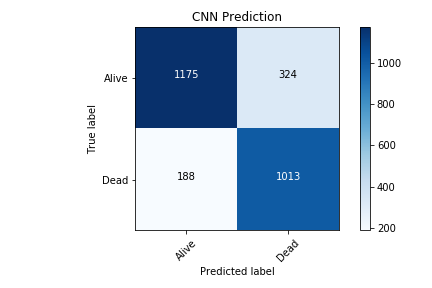 CNN Prediction
Alive
1175
324
Dead
188
1013
True label
Alive
Dead
Predicted label
1000
800
600
400
200